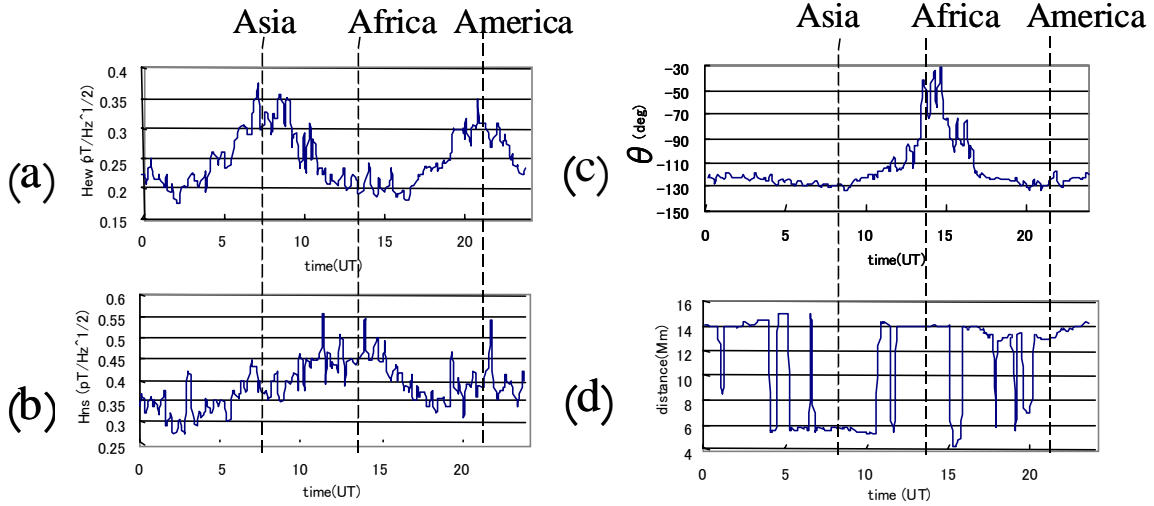 Asia Africa America
(a)
Hew (pT/Hz^1/2)
0.4
0.35
0.3
0.25
0.2
0.15
0 5 10 15 20
time(UT)
(b)
Hns (pT/Hz^1/2)
0.6
0.55
0.5
0.45
0.4
0.35
0.3
0.25
0 5 10 15 20
time(UT)
Asia Africa America
(c)
θ (deg)
-30
-50
-70
-90
-110
-130
-150
0 5 10 15 20
time(UT)
(d)
distance(Mm)
16
14
12
10
8
6
4
0 5 10 15 20
time (UT)